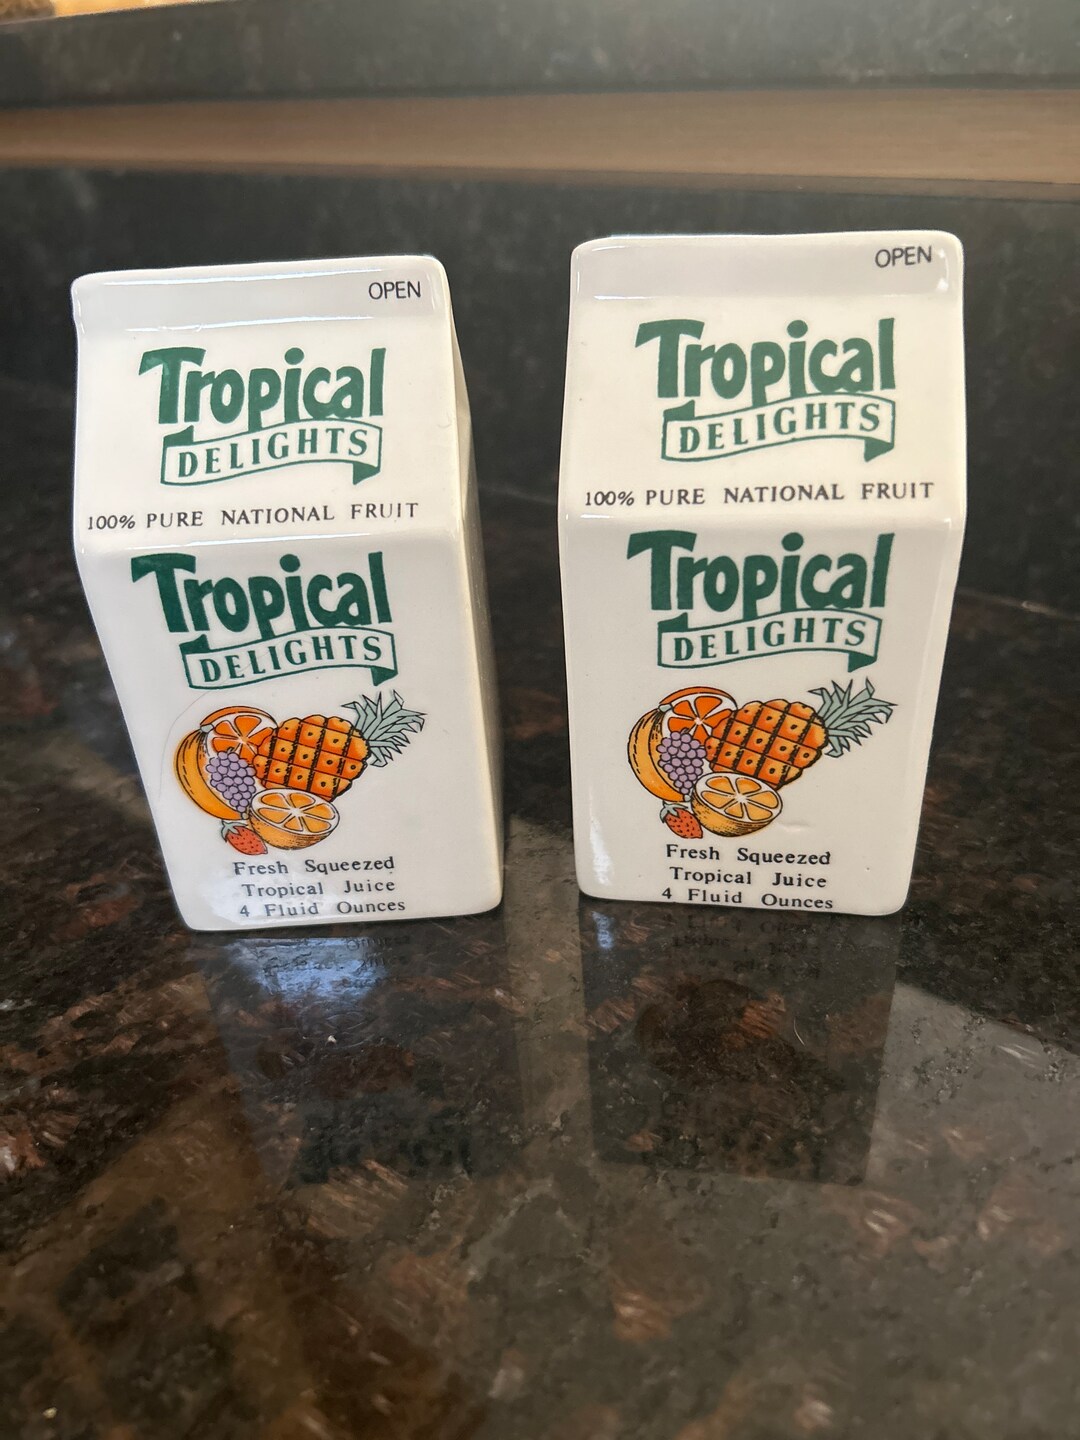 OPEN
Tropical
DELIGHTS
100% PURE NATIONAL FRUIT
Tropical
DELIGHTS
Fresh Squeezed
Tropical Juice
4 Fluid Ounces
OPEN
Tropical
DELIGHTS
100% PURE NATIONAL FRUIT
Tropical
DELIGHTS
Fresh Squeezed
Tropical Juice
4 Fluid Ounces